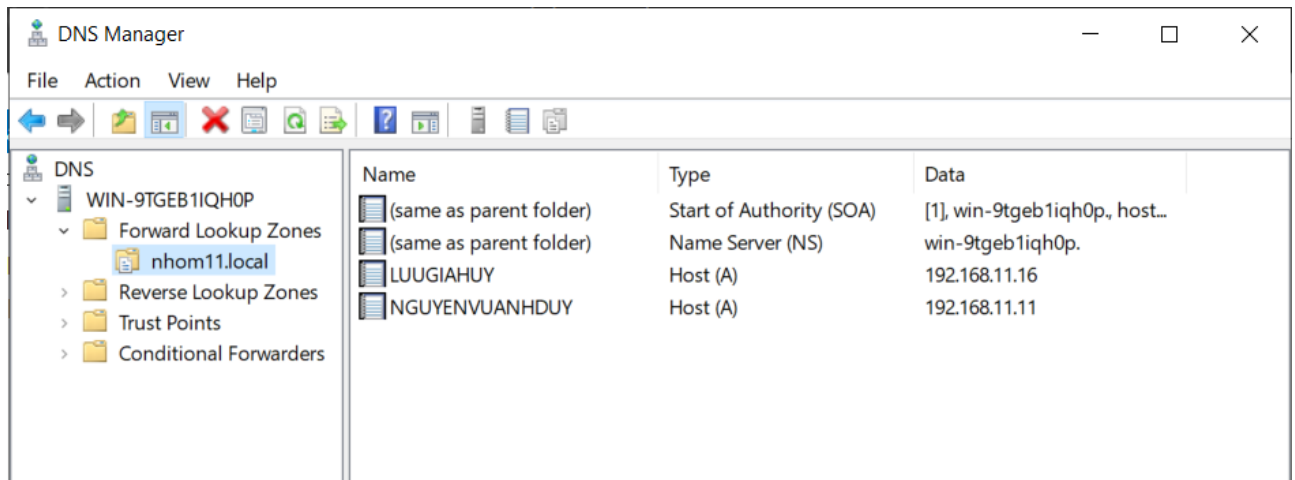 DNS Manager
File Action View Help
DNS
WIN-9TGEB1IQH0P
Forward Lookup Zones
nhom11.local
Reverse Lookup Zones
Trust Points
Conditional Forwarders
Name Type Data
(same as parent folder) Start of Authority (SOA) [1], win-9tgeb1iqh0p., host...
(same as parent folder) Name Server (NS) win-9tgeb1iqh0p.
LUUGIAHUY Host (A) 192.168.11.16
NGUYENVUANHDUY Host (A) 192.168.11.11